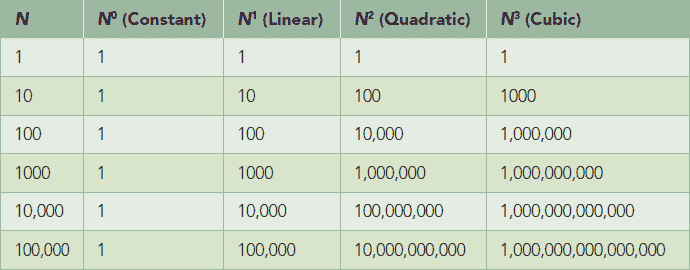 N N⁰ (Constant) N¹ (Linear) N² (Quadratic) N³ (Cubic)
1 1 1 1 1
10 1 10 100 1000
100 1 100 10,000 1,000,000
1000 1 1000 1,000,000 1,000,000,000
10,000 1 10,000 100,000,000 1,000,000,000,000
100,000 1 100,000 10,000,000,000 1,000,000,000,000,000